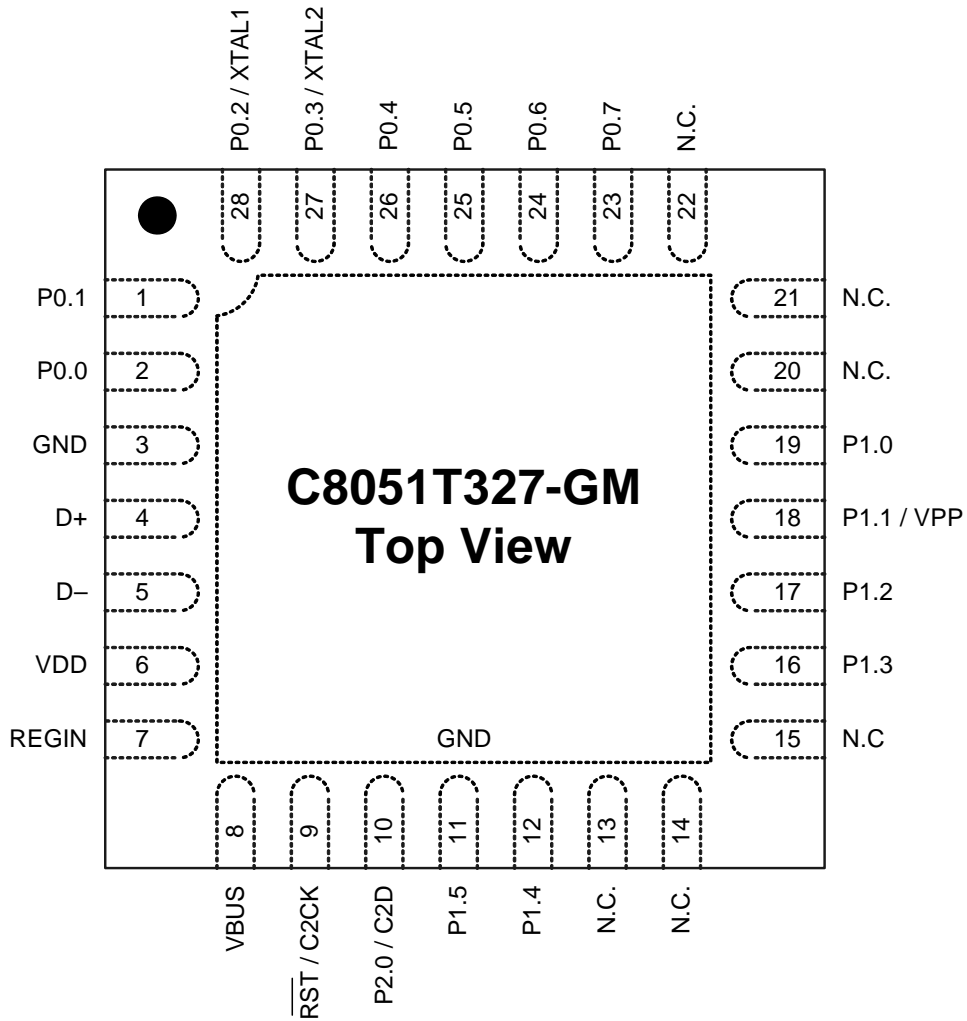 P0.2 / XTAL1
P0.3 / XTAL2
P0.4
P0.5
P0.6
P0.7
N.C.
28
27
26
25
24
23
22
P0.1 1
P0.0 2
GND 3
D+ 4
D– 5
VDD 6
REGIN 7
21 N.C.
20 N.C.
19 P1.0
18 P1.1 / VPP
17 P1.2
16 P1.3
15 N.C
C8051T327-GM
Top View
GND
8
9
10
11
12
13
14
VBUS
RST / C2CK
P2.0 / C2D
P1.5
P1.4
N.C.
N.C.